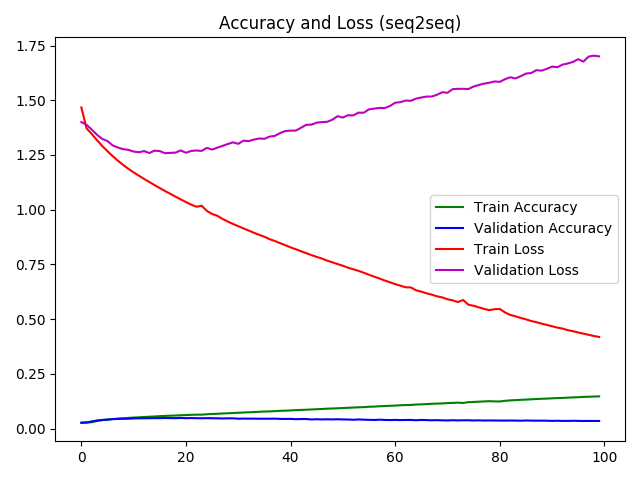 Accuracy and Loss (seq2seq)
1.75
1.50
1.25
1.00
0.75
0.50
0.25
0.00
Train Accuracy
Validation Accuracy
Train Loss
Validation Loss
0 20 40 60 80 100